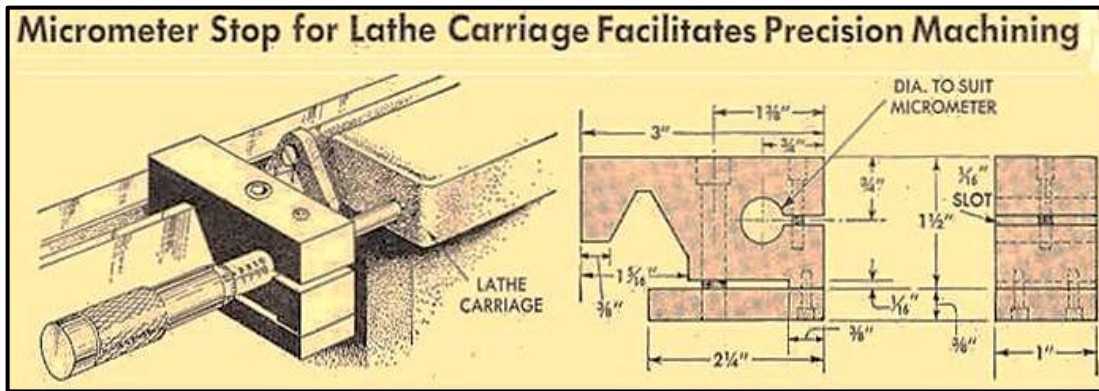 Micrometer Stop for Lathe Carriage Facilitates Precision Machining
DIA. TO SUIT
MICROMETER
1⅜"
3"
¾"
¾"
3/16"
SLOT
1½"
LATHE
CARRIAGE
1 5/16"
⅜"
1/16"
⅜"
⅜"
2¼"
1"